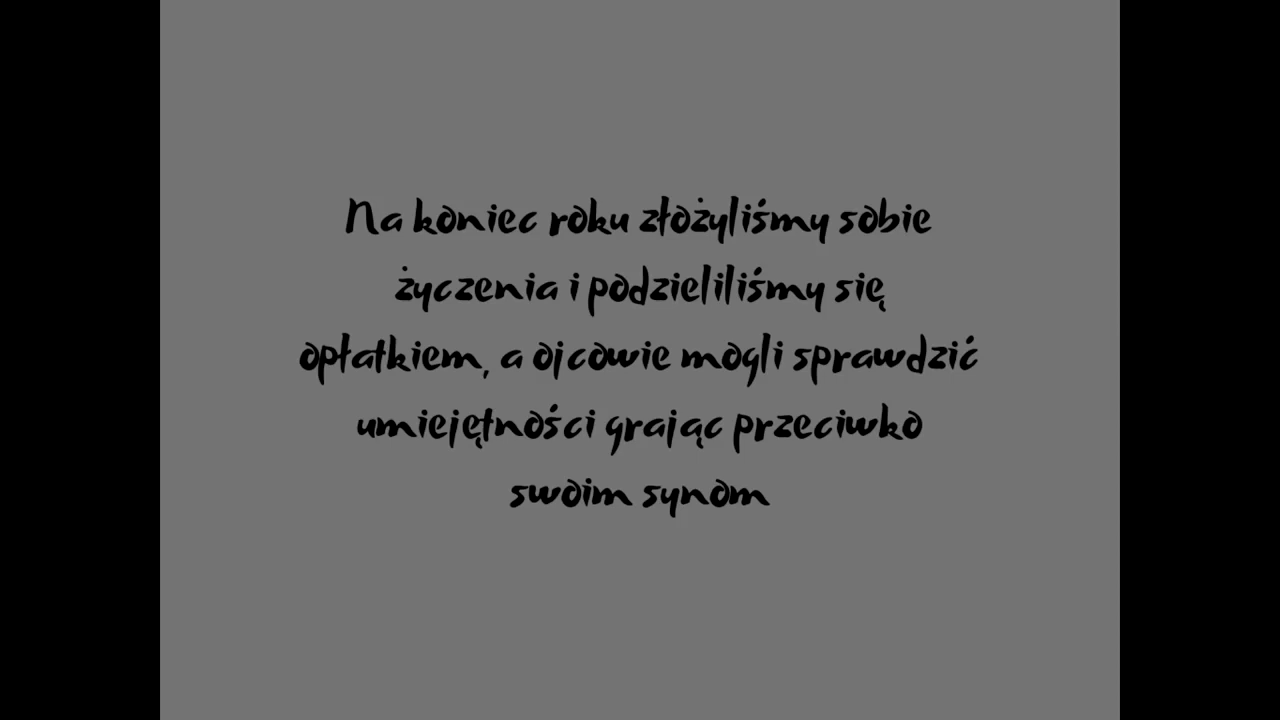 Na koniec roku złożyliśmy sobie
życzenia i podzieliliśmy się
opłatkiem, a ojcowie mogli sprawdzić
umiejętności grając przeciwko
swoim synom